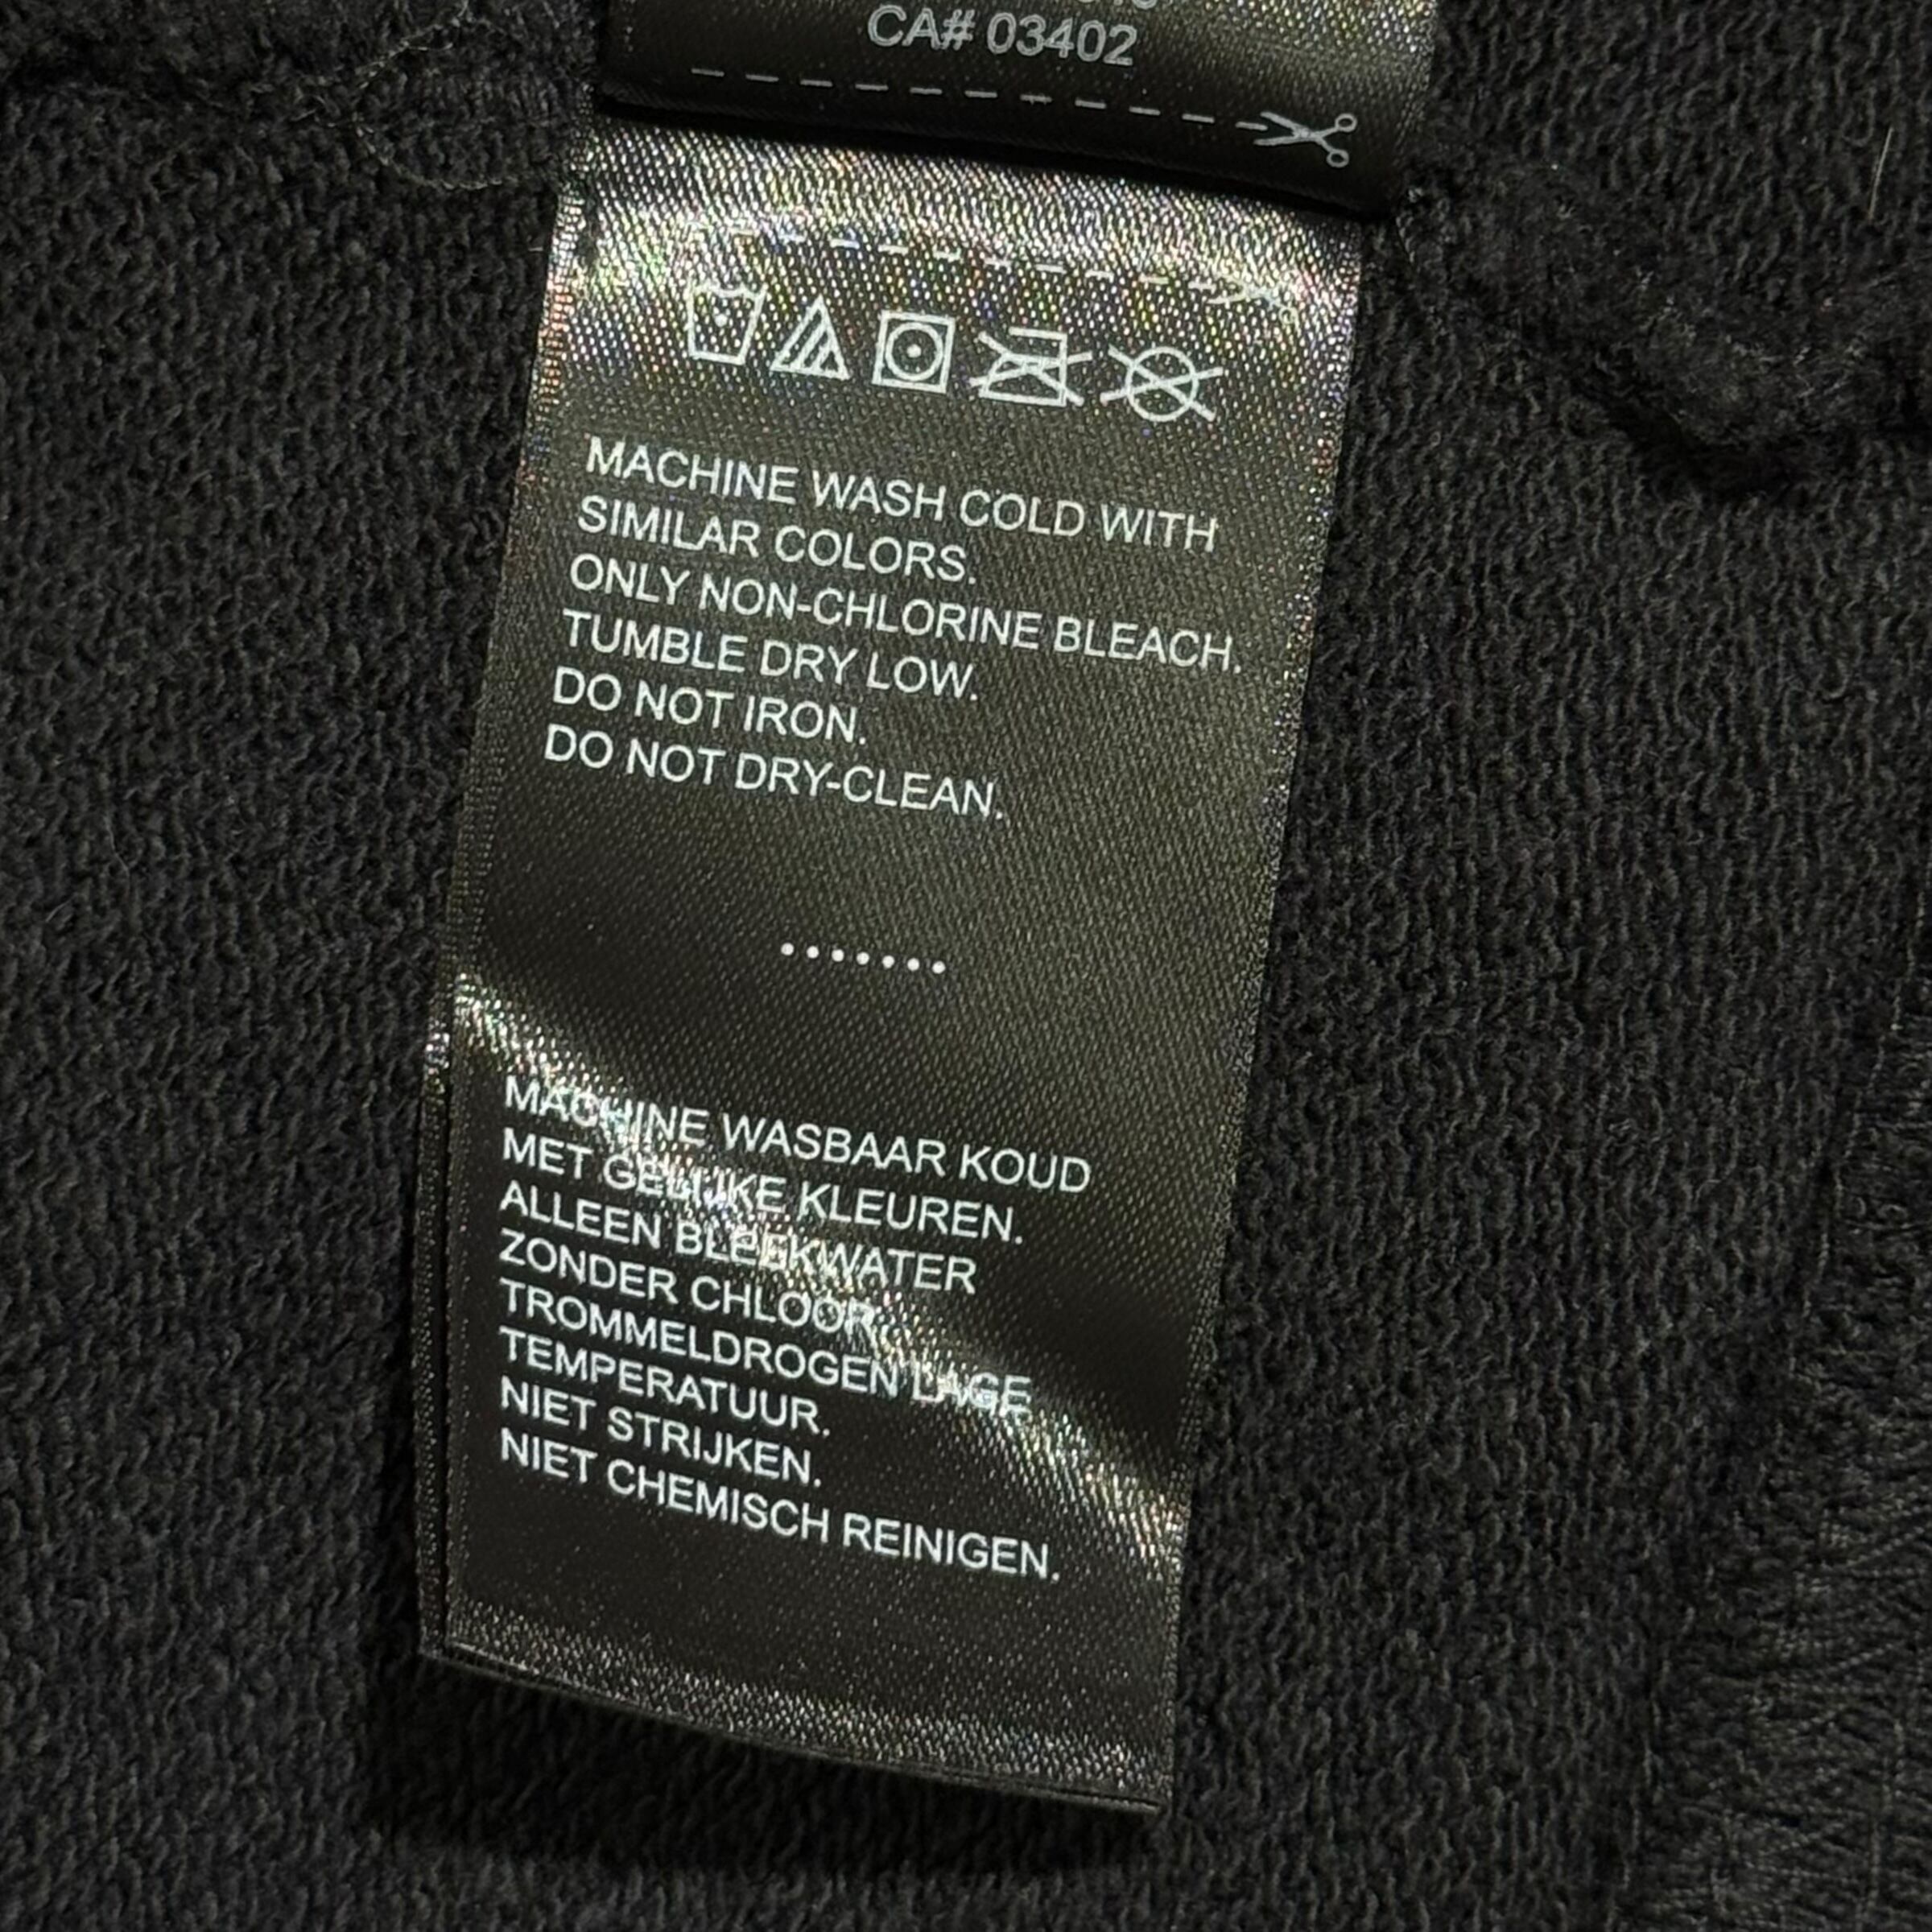 CA# 03402
MACHINE WASH COLD WITH
SIMILAR COLORS.
ONLY NON-CHLORINE BLEACH.
TUMBLE DRY LOW.
DO NOT IRON.
DO NOT DRY-CLEAN.
........
MACHINE WASBAAR KOUD
MET GELIJKE KLEUREN.
ALLEEN BLEEKWATER
ZONDER CHLOOR.
TROMMELDROGEN LAGE
TEMPERATUUR.
NIET STRIJKEN.
NIET CHEMISCH REINIGEN.